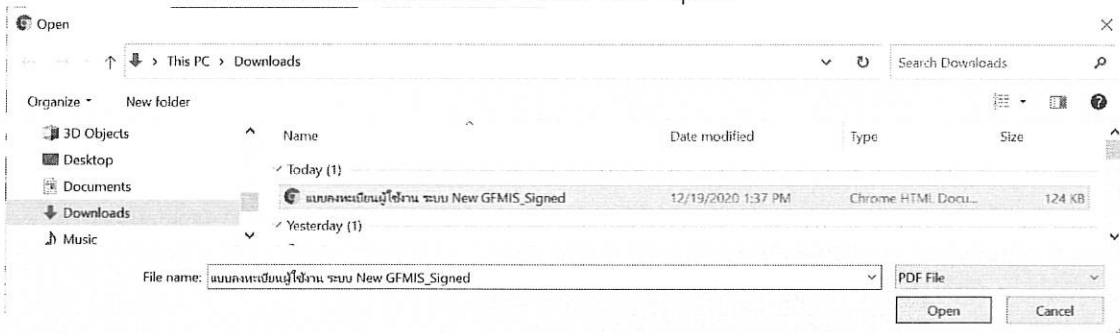 Open
This PC > Downloads
Search Downloads
Organize
New folder
3D Objects
Desktop
Documents
Downloads
Music
Name
Date modified
Type
Size
Today (1)
แบบลงทะเบียนผู้ใช้งาน ระบบ New GFMIS_Signed
12/19/2020 1:37 PM
Chrome HTML Docu...
124 KB
Yesterday (1)
File name:
แบบลงทะเบียนผู้ใช้งาน ระบบ New GFMIS_Signed
PDF File
Open
Cancel